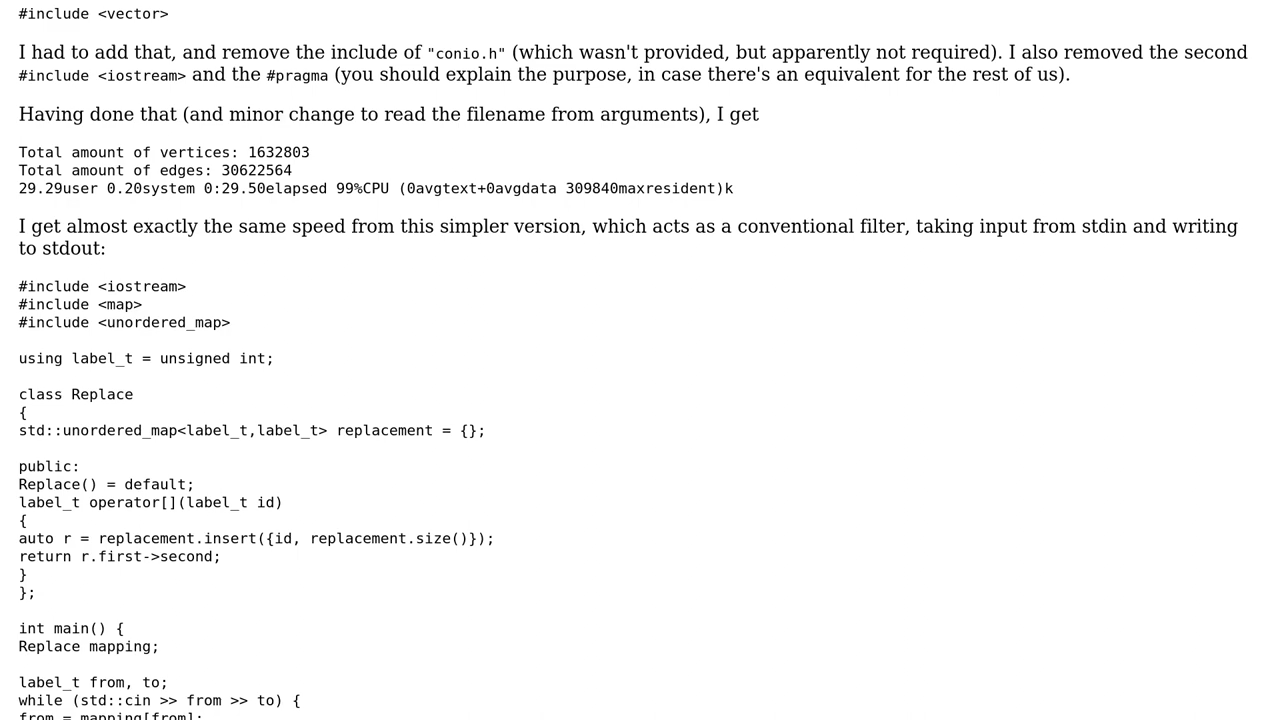 #include <vector>
I had to add that, and remove the include of "conio.h" (which wasn't provided, but apparently not required). I also removed the second
#include <iostream> and the #pragma (you should explain the purpose, in case there's an equivalent for the rest of us).
Having done that (and minor change to read the filename from arguments), I get
Total amount of vertices: 1632803
Total amount of edges: 30622564
29.29user 0.20system 0:29.50elapsed 99%CPU (0avgtext+0avgdata 309840maxresident)k
I get almost exactly the same speed from this simpler version, which acts as a conventional filter, taking input from stdin and writing
to stdout:
#include <iostream>
#include <map>
#include <unordered_map>
using label_t = unsigned int;
class Replace
{
std::unordered_map<label_t,label_t> replacement = {};
public:
Replace() = default;
label_t operator[](label_t id)
{
auto r = replacement.insert({id, replacement.size()});
return r.first->second;
}
};
int main() {
Replace mapping;
label_t from, to;
while (std::cin >> from >> to) {
from = mapping[from];